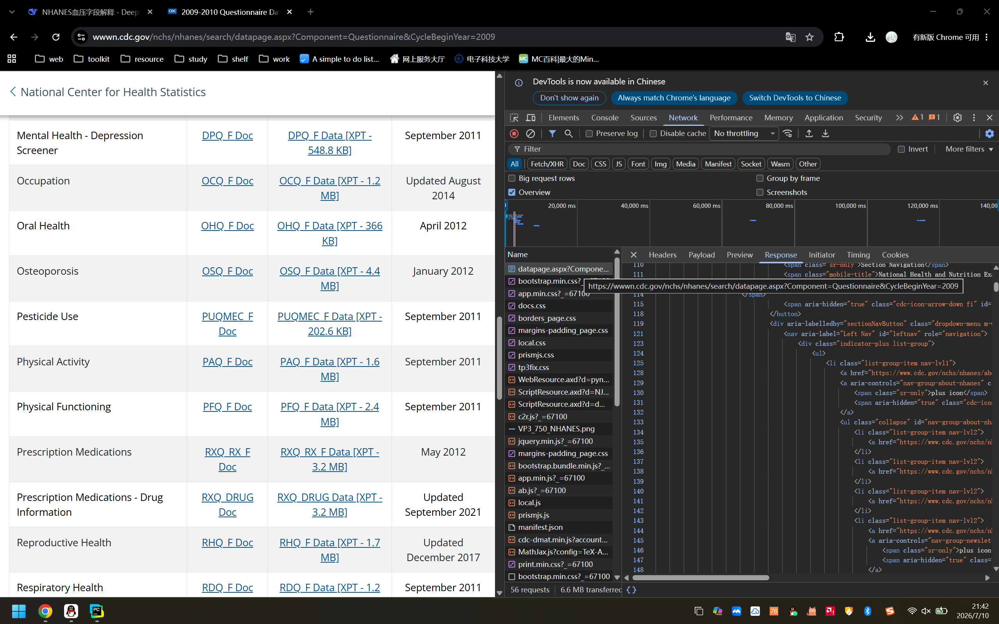 NHANES血压字段解释 - Deep
CDC 2009-2010 Questionnaire Da
wwwn.cdc.gov/nchs/nhanes/search/datapage.aspx?Component=Questionnaire&CycleBeginYear=2009
有新版 Chrome 可用
web toolkit resource study shelf work A simple to do list... 网上服务大厅 电子科技大学 MC百科|最大的Min...
National Center for Health Statistics
Mental Health - Depression Screener
DPQ_F Doc
DPQ_F Data [XPT - 548.8 KB]
September 2011
Occupation
OCQ_F Doc
OCQ_F Data [XPT - 1.2 MB]
Updated August 2014
Oral Health
OHQ_F Doc
OHQ_F Data [XPT - 366 KB]
April 2012
Osteoporosis
OSQ_F Doc
OSQ_F Data [XPT - 4.4 MB]
January 2012
Pesticide Use
PUQMEC_F Doc
PUQMEC_F Data [XPT - 202.6 KB]
September 2011
Physical Activity
PAQ_F Doc
PAQ_F Data [XPT - 1.6 MB]
September 2011
Physical Functioning
PFQ_F Doc
PFQ_F Data [XPT - 2.4 MB]
September 2011
Prescription Medications
RXQ_RX_F Doc
RXQ_RX_F Data [XPT - 3.2 MB]
May 2012
Prescription Medications - Drug Information
RXQ_DRUG Doc
RXQ_DRUG Data [XPT - 3.2 MB]
Updated September 2021
Reproductive Health
RHQ_F Doc
RHQ_F Data [XPT - 1.7 MB]
Updated December 2017
Respiratory Health
RDQ_F Doc
RDQ_F Data [XPT - 1.2
September 2011
DevTools is now available in Chinese
Don't show again
Always match Chrome's language
Switch DevTools to Chinese
Elements Console Sources Network Performance Memory Application Security 1 1
Preserve log Disable cache No throttling
Filter Invert More filters
All Fetch/XHR Doc CSS JS Font Img Media Manifest Socket Wasm Other
Big request rows Group by frame
Overview Screenshots
20,000 ms 40,000 ms 60,000 ms 80,000 ms 100,000 ms 120,000 ms 140,00
Name
datapage.aspx?Compone...
bootstrap.min.css?_
app.min.css?_=67100
docs.css
borders_page.css
margins-padding_page.css
local.css
prismjs.css
tp3fix.css
WebResource.axd?d=pyn...
ScriptResource.axd?d=NJ...
ScriptResource.axd?d=d...
c2r.js?_=67100
VP3_750_NHANES.png
jquery.min.js?_=67100
margins-padding_page.css
bootstrap.bundle.min.js?_...
app.min.js?_=67100
ab.js?_=67100
local.js
prismjs.js
manifest.json
cdc-dmat.min.js?account...
MathJax.js?config=TeX-A...
print.min.css?_=67100
bootstrap.min.css?_=67100
56 requests 6.6 MB transferred
Headers Payload Preview Response Initiator Timing Cookies
110 <span class="sr-only">Section Navigation</span>
111 <span class="mobile-title">National Health and Nutrition Exa
https://wwwn.cdc.gov/nchs/nhanes/search/datapage.aspx?Component=Questionnaire&CycleBeginYear=2009
114 </span>
115 <span aria-hidden="true" class="cdc-icon-arrow-down fi" id="
118 </button>
119 <div aria-labelledby="sectionNavButton" class="dropdown-menu m-
121 <nav aria-label="Left Nav" id="leftnav" role="navigation">
123 <div class="indicator-plus list-group">
124 <ul>
125 <li class="list-group-item nav-lvl1">
128 <a href="https://www.cdc.gov/nchs/nhanes/abo
129 <a aria-controls="nav-group-about-nhanes" c
130 <span class="sr-only">plus icon</span>
131 <span aria-hidden="true" class="cdc-icon
132 </a>
133 <ul class="collapse" id="nav-group-about-nha
134 <li class="list-group-item nav-lvl2">
135 <a href="https://www.cdc.gov/nchs/nh
136 </li>
137 <li class="list-group-item nav-lvl2">
138 <a href="https://www.cdc.gov/nchs/nh
139 </li>
140 <li class="list-group-item nav-lvl2">
141 <a href="https://www.cdc.gov/nchs/nh
142 </li>
143 <li class="list-group-item nav-lvl2">
144 <a href="https://www.cdc.gov/nchs/nh
145 <a aria-controls="nav-group-newslet
146 <span class="sr-only">plus icon
147 <span aria-hidden="true" class="
148 </a>
{}
78
21:42
2026/7/10